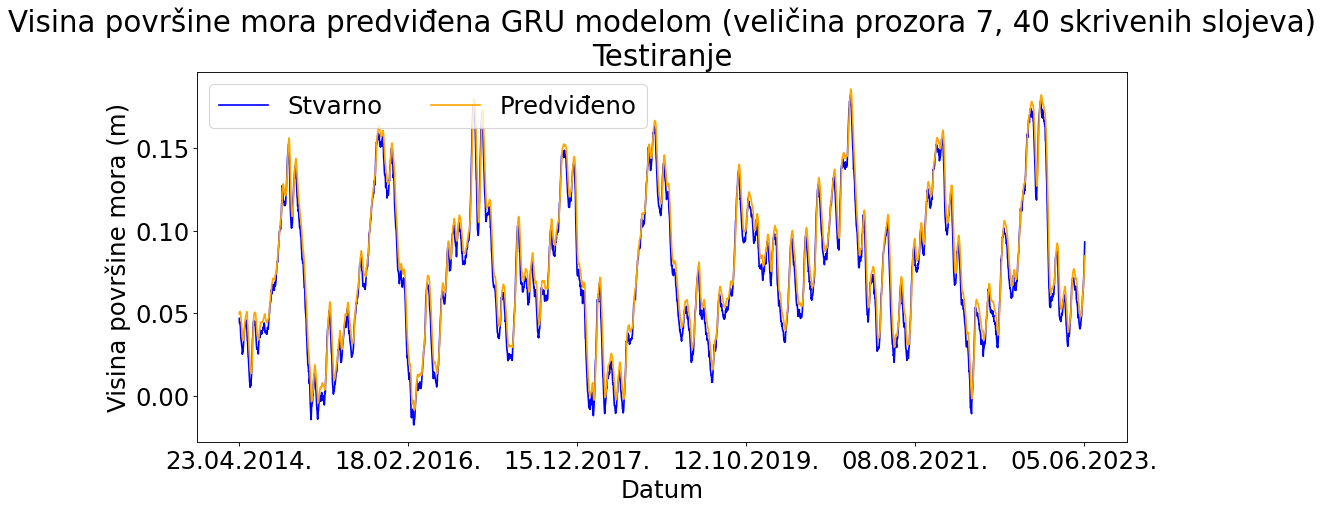 Visina površine mora predviđena GRU modelom (veličina prozora 7, 40 skrivenih slojeva)
Testiranje
Stvarno
Predviđeno
Visina površine mora (m)
0.15
0.10
0.05
0.00
23.04.2014.
18.02.2016.
15.12.2017.
12.10.2019.
08.08.2021.
05.06.2023.
Datum